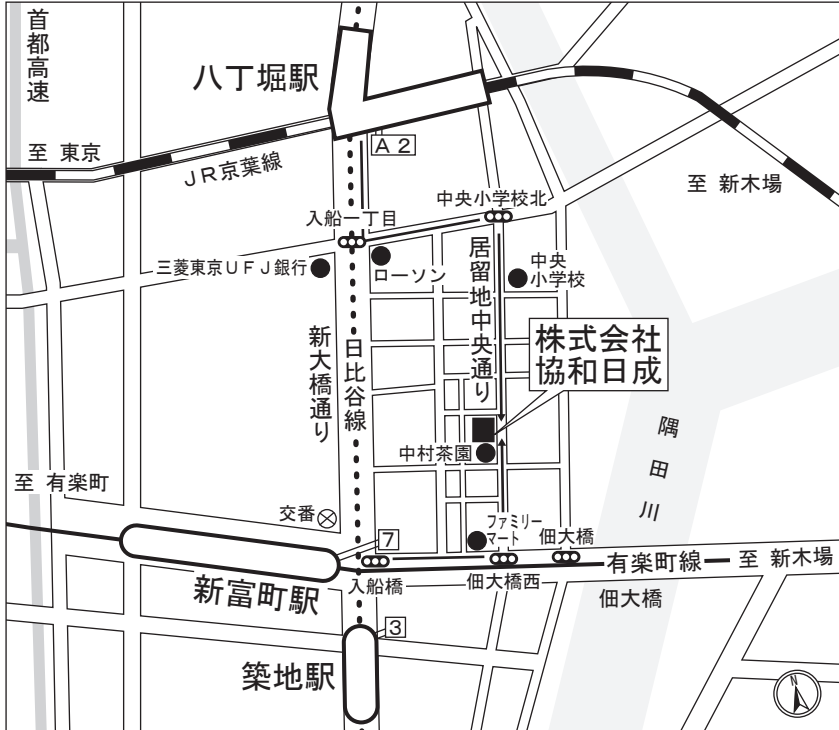 首都高速
八丁堀駅
至 東京
JR京葉線
A2
至 新木場
中央小学校北
入船一丁目
三菱東京UFJ銀行
ローソン
居留地中央通り
中央
小学校
新大橋通り
日比谷線
株式会社
協和日成
中村茶園
隅田川
至 有楽町
交番
7
ファミリー
マート
佃大橋
新富町駅
入船橋
佃大橋西
有楽町線
至 新木場
佃大橋
3
築地駅
N